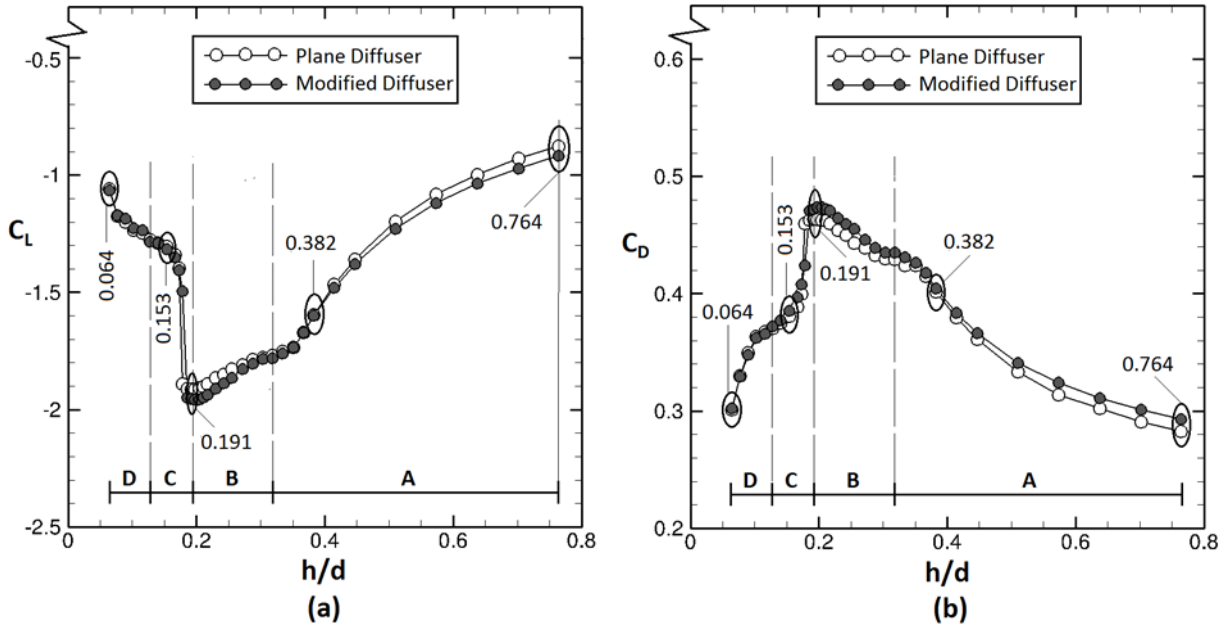 -0.5
Plane Diffuser
Modified Diffuser
-1
C_L
0.064
0.153
0.382
0.764
-1.5
-2
0.191
D C B A
-2.5
0 0.2 0.4 0.6 0.8
h/d
(a)
0.6
Plane Diffuser
Modified Diffuser
0.5
C_D
0.153
0.382
0.191
0.4
0.064
0.764
0.3
D C B A
0.2
0 0.2 0.4 0.6 0.8
h/d
(b)